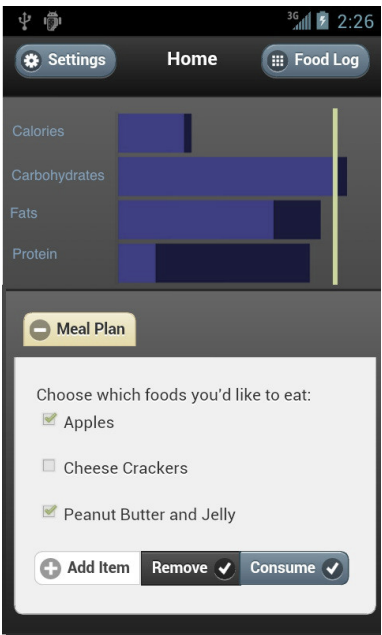 3G 2:26
Settings Home Food Log
Calories
Carbohydrates
Fats
Protein
Meal Plan
Choose which foods you'd like to eat:
Apples
Cheese Crackers
Peanut Butter and Jelly
Add Item Remove Consume